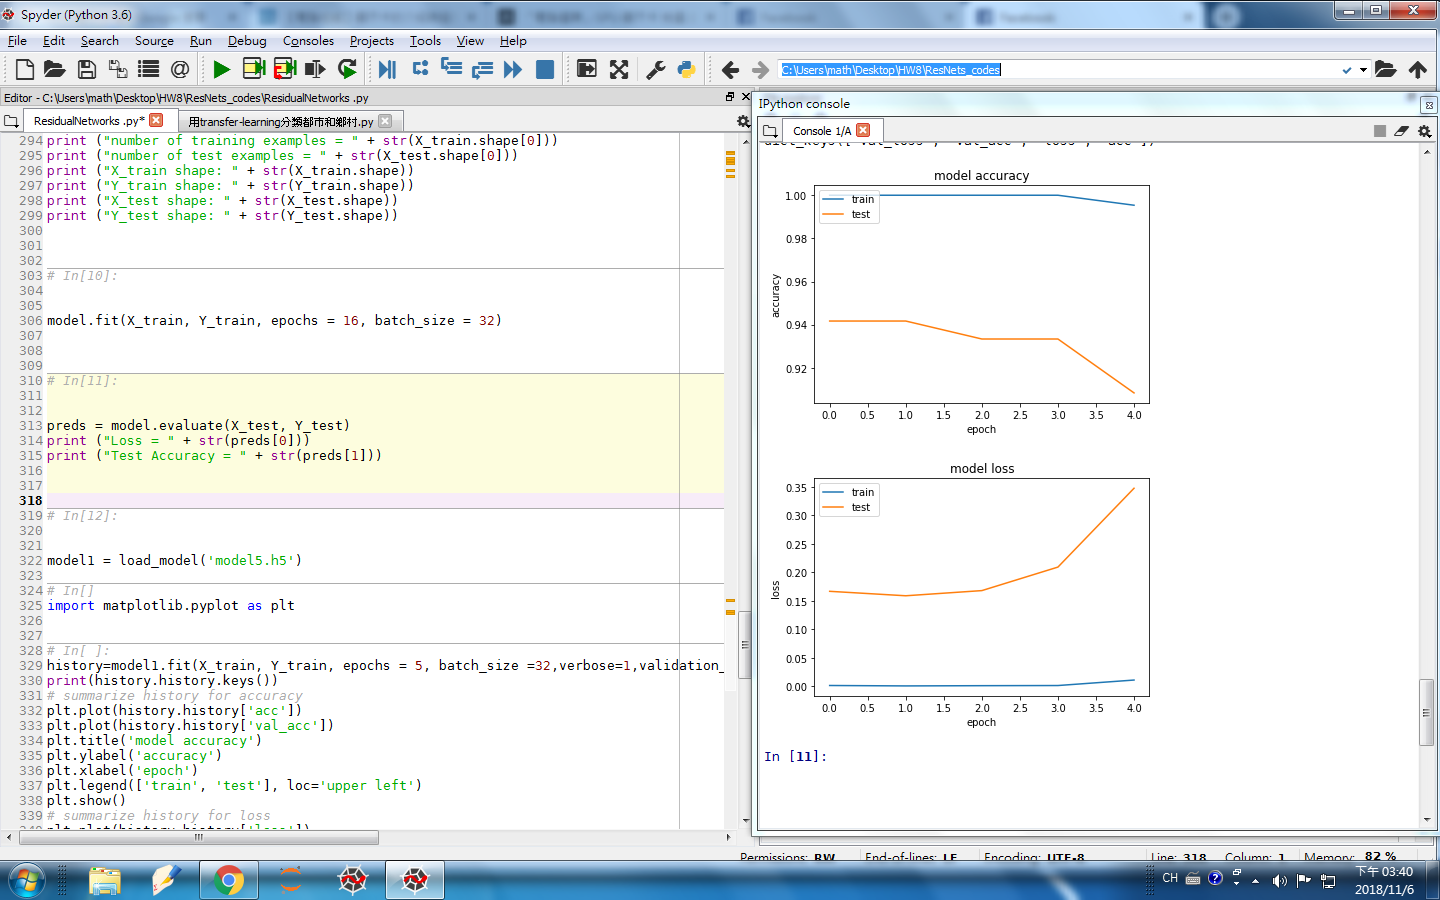 Spyder (Python 3.6)
File Edit Search Source Run Debug Consoles Projects Tools View Help
C:\Users\math\Desktop\HW8\ResNets_codes
Editor - C:\Users\math\Desktop\HW8\ResNets_codes\ResidualNetworks .py
ResidualNetworks .py*
用transfer-learning分類都市和鄉村.py
294 print ("number of training examples = " + str(X_train.shape[0]))
295 print ("number of test examples = " + str(X_test.shape[0]))
296 print ("X_train shape: " + str(X_train.shape))
297 print ("Y_train shape: " + str(Y_train.shape))
298 print ("X_test shape: " + str(X_test.shape))
299 print ("Y_test shape: " + str(Y_test.shape))
300
301
302
303 # In[10]:
304
305
306 model.fit(X_train, Y_train, epochs = 16, batch_size = 32)
307
308
309
310 # In[11]:
311
312
313 preds = model.evaluate(X_test, Y_test)
314 print ("Loss = " + str(preds[0]))
315 print ("Test Accuracy = " + str(preds[1]))
316
317
318
319 # In[12]:
320
321
322 model1 = load_model('model5.h5')
323
324 # In[]
325 import matplotlib.pyplot as plt
326
327
328 # In[ ]:
329 history=model1.fit(X_train, Y_train, epochs = 5, batch_size =32,verbose=1,validation_
330 print(history.history.keys())
331 # summarize history for accuracy
332 plt.plot(history.history['acc'])
333 plt.plot(history.history['val_acc'])
334 plt.title('model accuracy')
335 plt.ylabel('accuracy')
336 plt.xlabel('epoch')
337 plt.legend(['train', 'test'], loc='upper left')
338 plt.show()
339 # summarize history for loss
340 plt.plot(history.history['loss'])
IPython console
Console 1/A
dict_keys(['val_loss', 'val_acc', 'loss', 'acc'])
model accuracy
train
test
1.00
0.98
0.96
0.94
0.92
accuracy
0.0 0.5 1.0 1.5 2.0 2.5 3.0 3.5 4.0
epoch
model loss
train
test
0.35
0.30
0.25
0.20
0.15
0.10
0.05
0.00
loss
0.0 0.5 1.0 1.5 2.0 2.5 3.0 3.5 4.0
epoch
In [11]:
Permissions: RW End-of-lines: LF Encoding: UTF-8 Line: 318 Column: 1 Memory: 82 %
CH
下午 03:40
2018/11/6